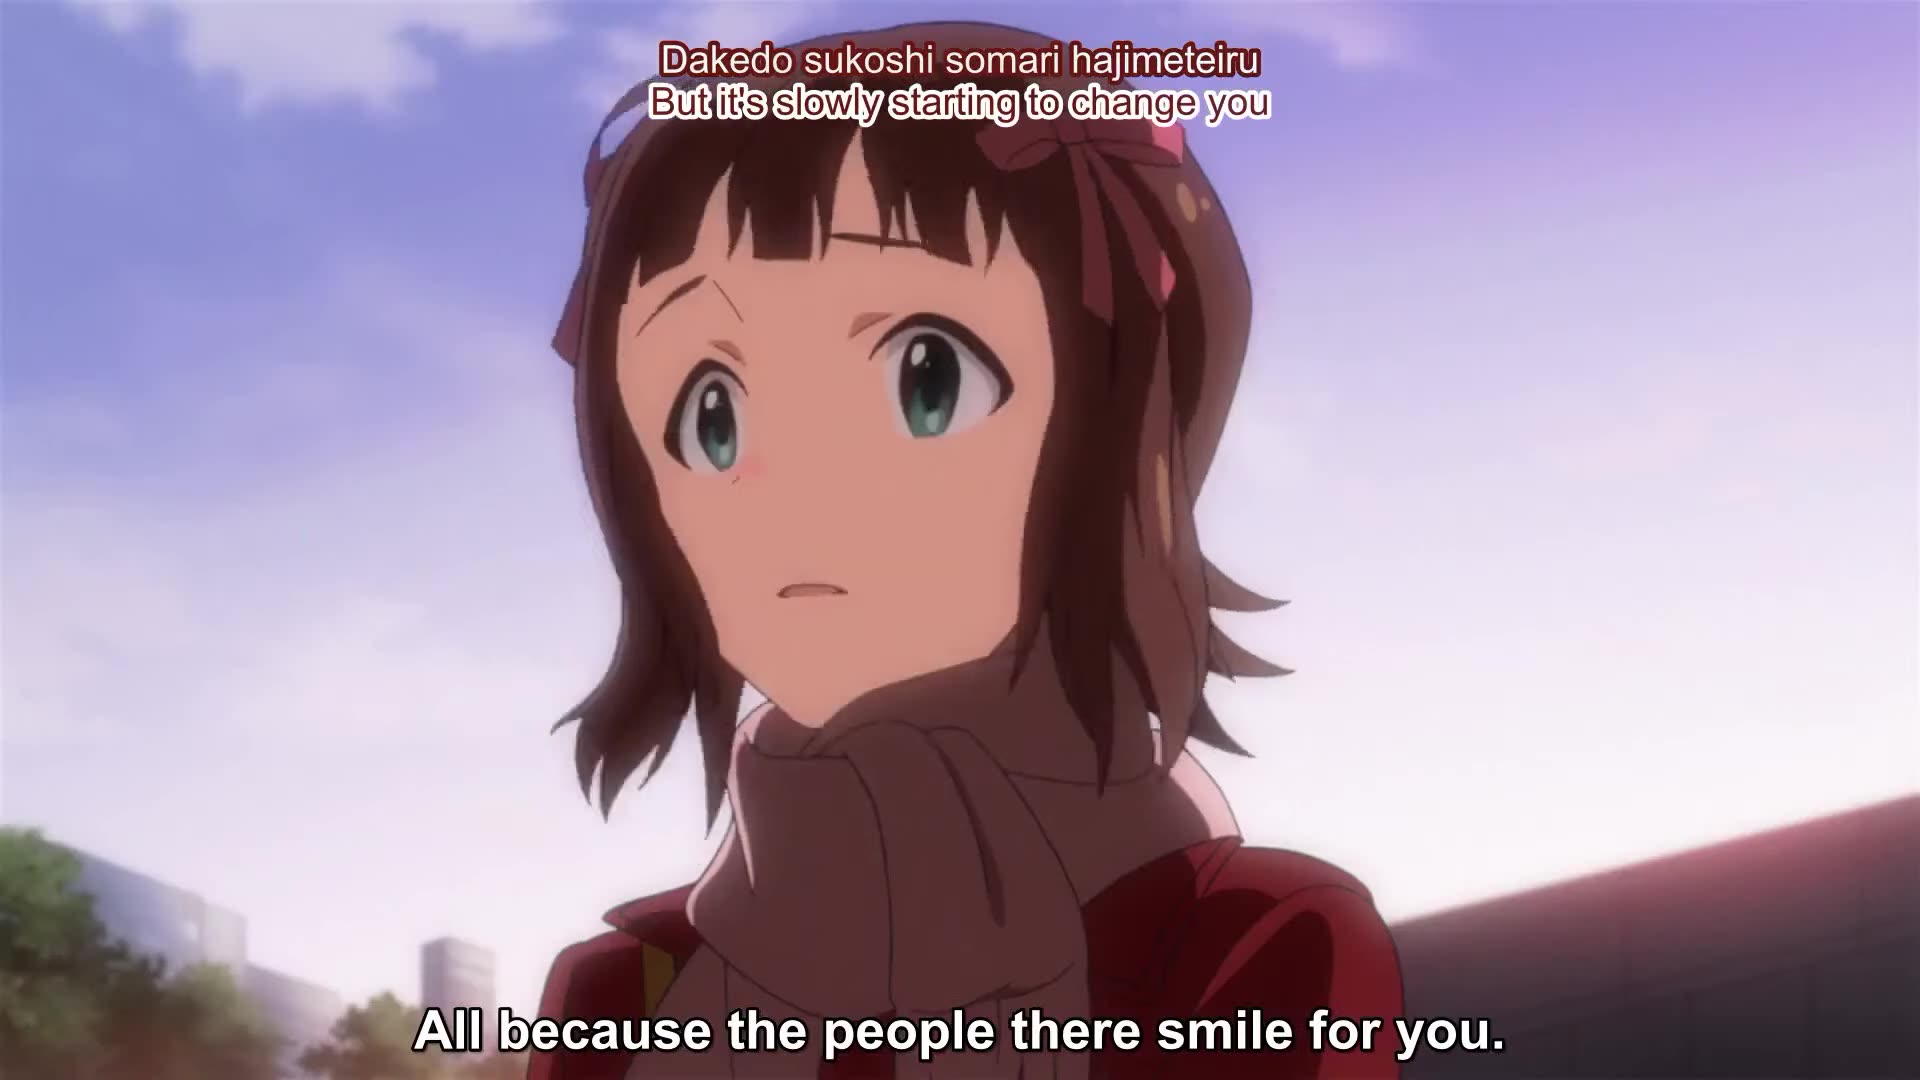 Dakedo sukoshi somari hajimeteiru
But it's slowly starting to change you
All because the people there smile for you.